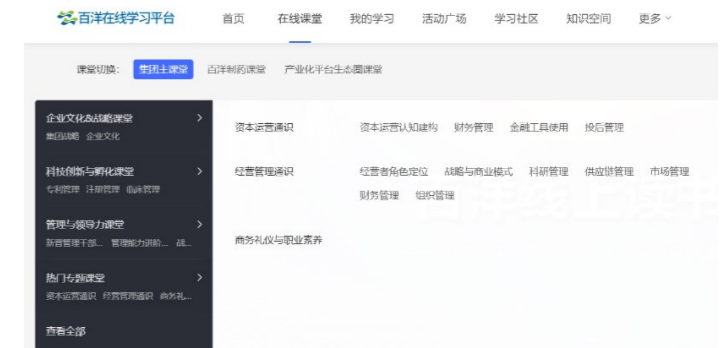 百洋在线学习平台 首页 在线课堂 我的学习 活动广场 学习社区 知识空间 更多
课堂切换: 集团主课堂 百洋制药课堂 产业化平台生态圈课堂
企业文化&战略课堂
集团战略 企业文化
科技创新与孵化课堂
专利管理 注册管理 临床管理
管理与领导力课堂
新晋管理干部... 管理能力进阶... 战...
热门专题课堂
资本运营通识 经营管理通识 商务礼...
查看全部
资本运营通识 资本运营认知建构 财务管理 金融工具使用 投后管理
经营管理通识 经营者角色定位 战略与商业模式 科研管理 供应链管理 市场管理
财务管理 组织管理
商务礼仪与职业素养
百洋线上读书